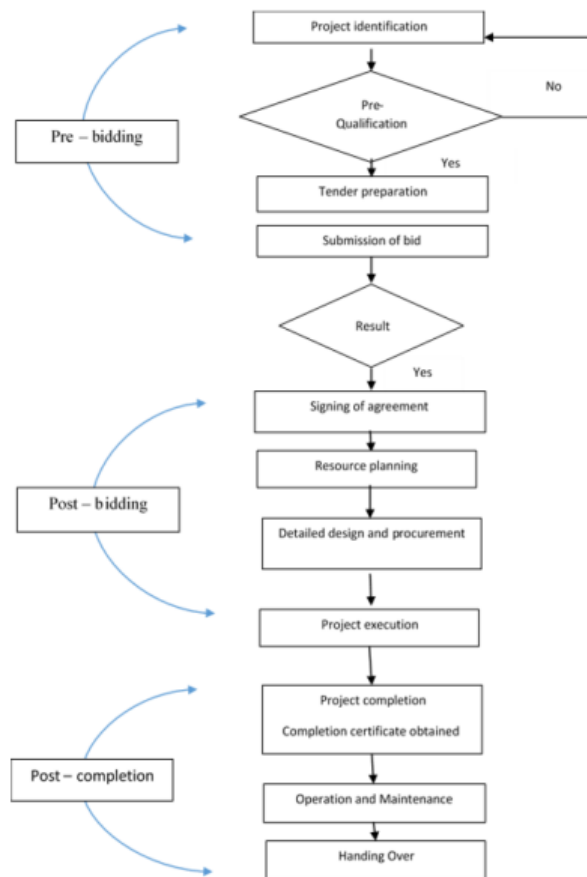 Project identification
No
Pre-
Qualification
Pre – bidding
Yes
Tender preparation
Submission of bid
Result
Yes
Signing of agreement
Resource planning
Post – bidding
Detailed design and procurement
Project execution
Project completion
Completion certificate obtained
Post – completion
Operation and Maintenance
Handing Over